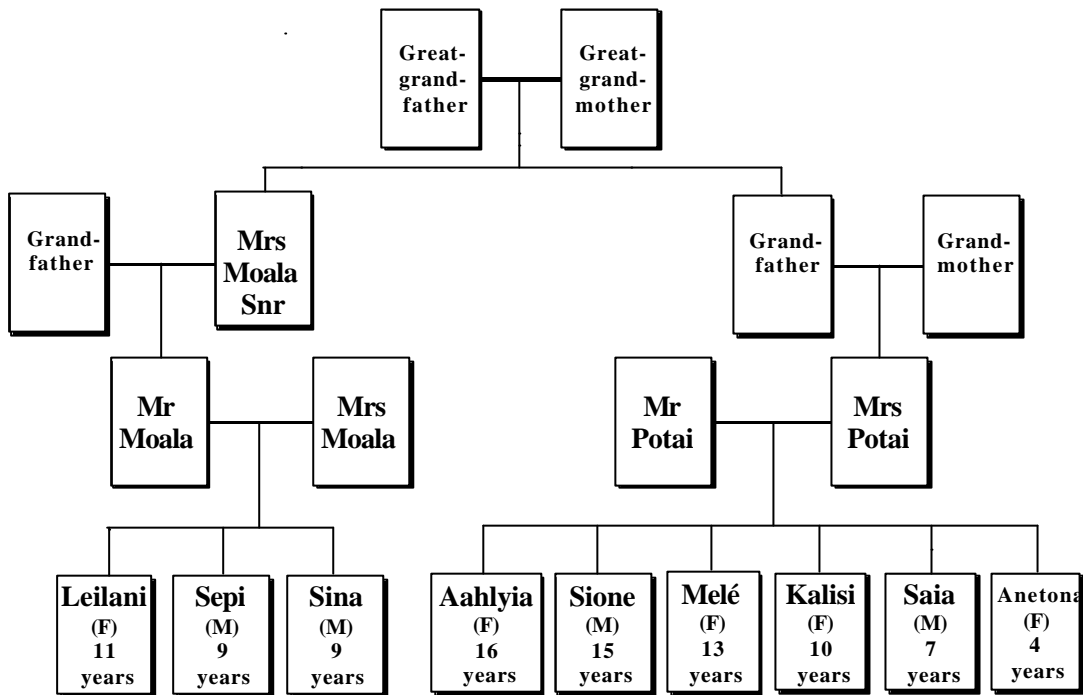 Great-
grand-
father
Great-
grand-
mother
Grand-
father
Mrs
Moala
Snr
Grand-
father
Grand-
mother
Mr
Moala
Mrs
Moala
Mr
Potai
Mrs
Potai
Leilani
(F)
11
years
Sepi
(M)
9
years
Sina
(M)
9
years
Aahlyia
(F)
16
years
Sione
(M)
15
years
Melé
(F)
13
years
Kalisi
(F)
10
years
Saia
(M)
7
years
Anetona
(F)
4
years